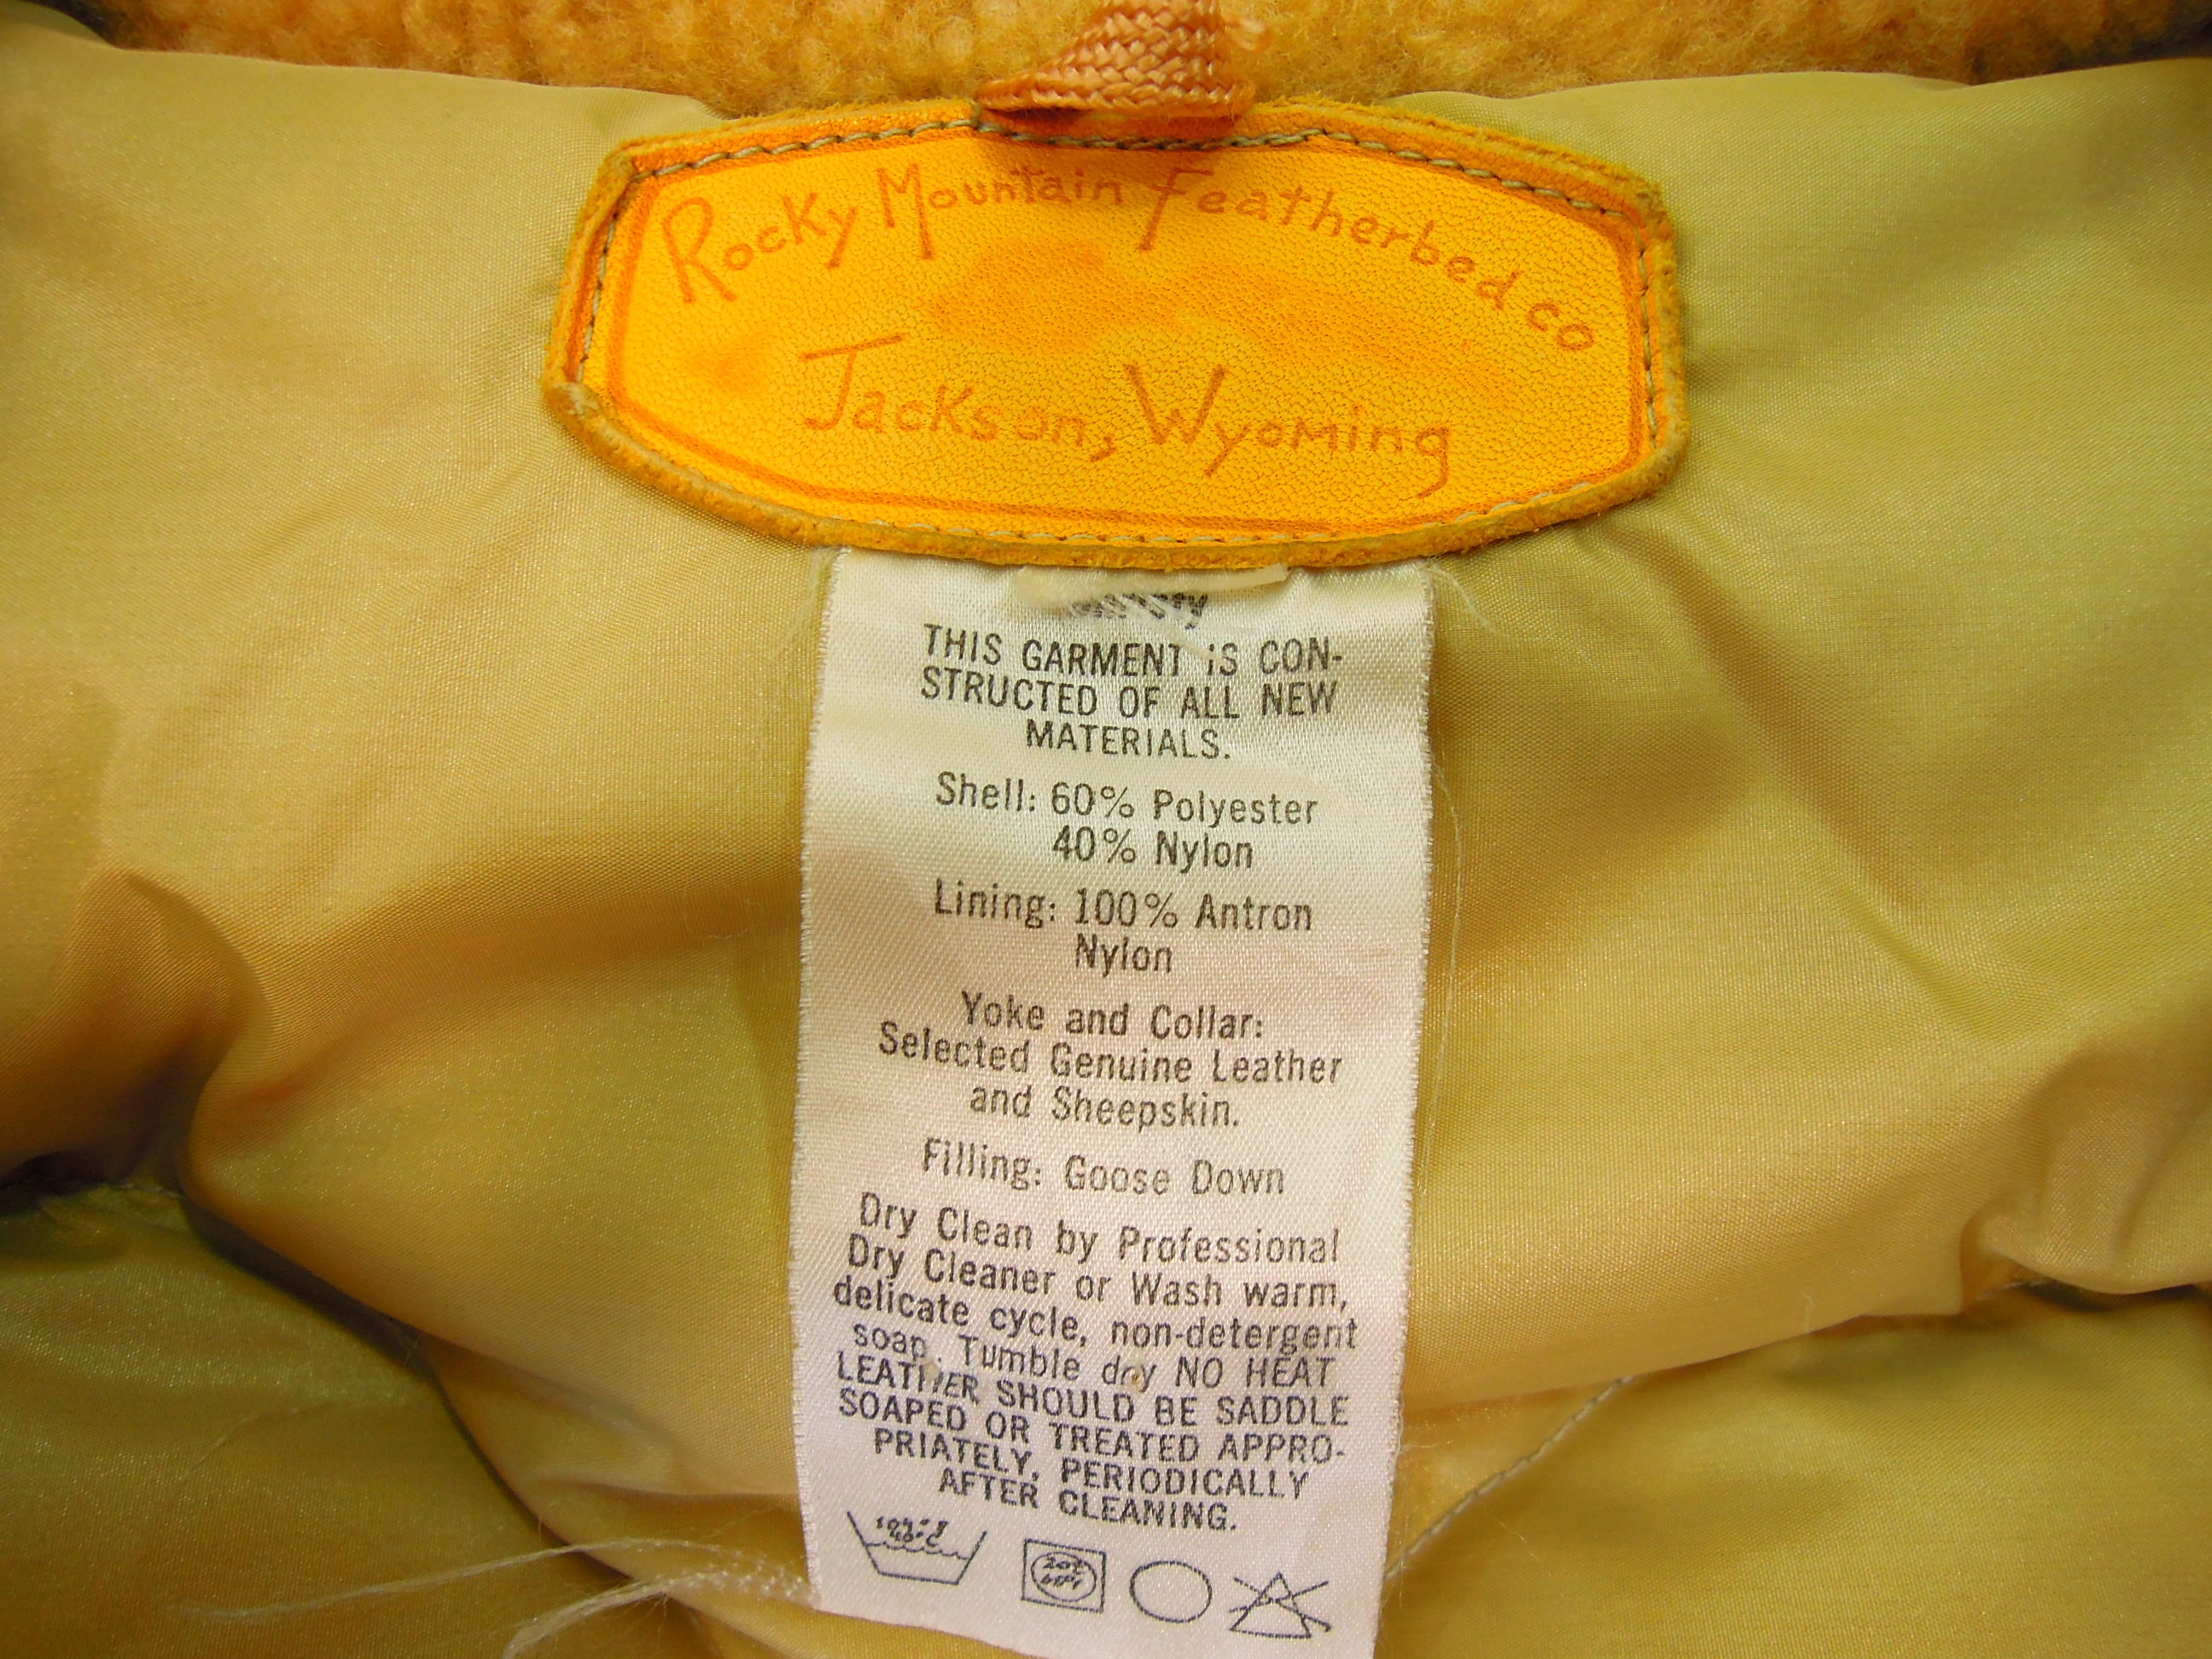 Rocky Mountain Featherbed co
Jackson, Wyoming
THIS GARMENT IS CON-
STRUCTED OF ALL NEW
MATERIALS.
Shell: 60% Polyester
40% Nylon
Lining: 100% Antron
Nylon
Yoke and Collar:
Selected Genuine Leather
and Sheepskin.
Filling: Goose Down
Dry Clean by Professional
Dry Cleaner or Wash warm,
delicate cycle, non-detergent
soap. Tumble dry NO HEAT
LEATHER SHOULD BE SADDLE
SOAPED OR TREATED APPRO-
PRIATELY, PERIODICALLY
AFTER CLEANING.